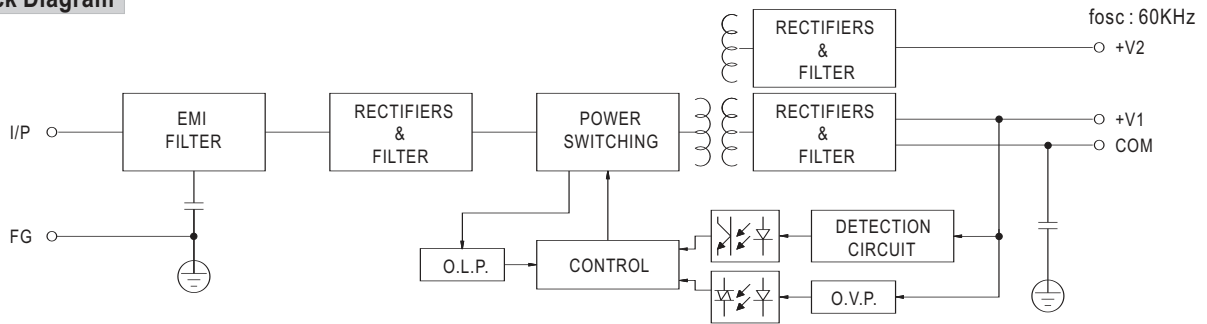 Diagram
fosc : 60KHz
RECTIFIERS
&
FILTER
+V2
I/P
EMI
FILTER
RECTIFIERS
&
FILTER
POWER
SWITCHING
RECTIFIERS
&
FILTER
+V1
COM
FG
O.L.P.
CONTROL
DETECTION
CIRCUIT
O.V.P.